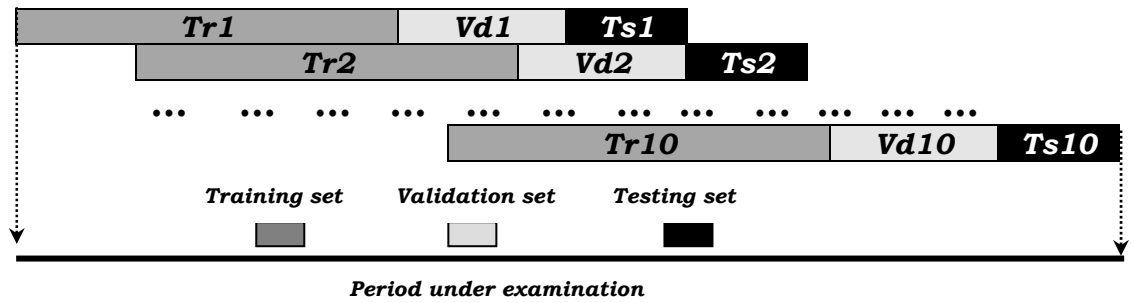 Tr1 Vd1 Ts1
Tr2 Vd2 Ts2
... ... ... ... ... ... ... ... ... ... ... ...
Tr10 Vd10 Ts10
Training set Validation set Testing set
Period under examination